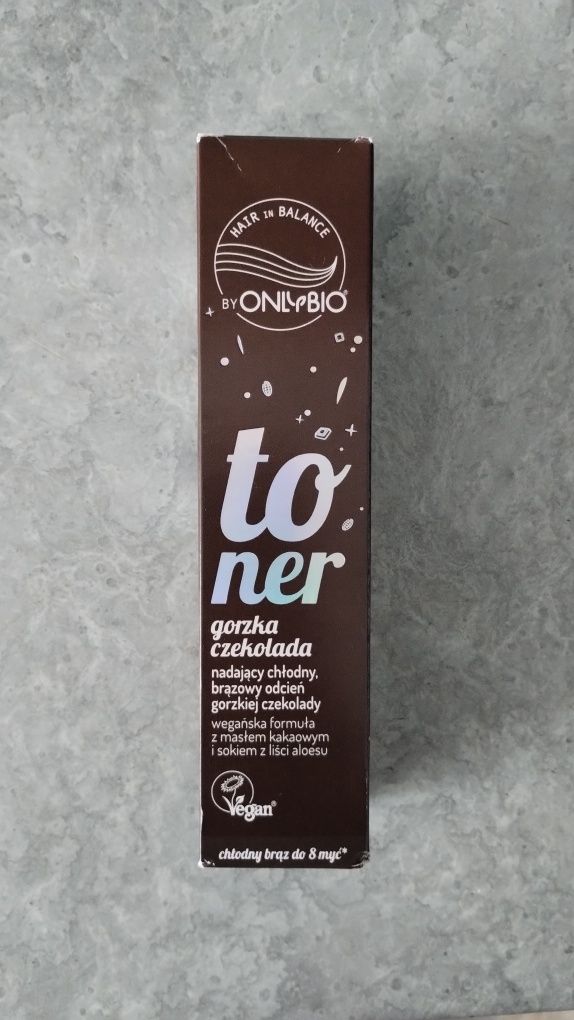 HAIR IN BALANCE
BY ONLYBIO®
to
ner
gorzka
czekolada
nadający chłodny,
brązowy odcień
gorzkiej czekolady
wegańska formuła
z masłem kakaowym
i sokiem z liści aloesu
Vegan®
chłodny brąz do 8 myć*